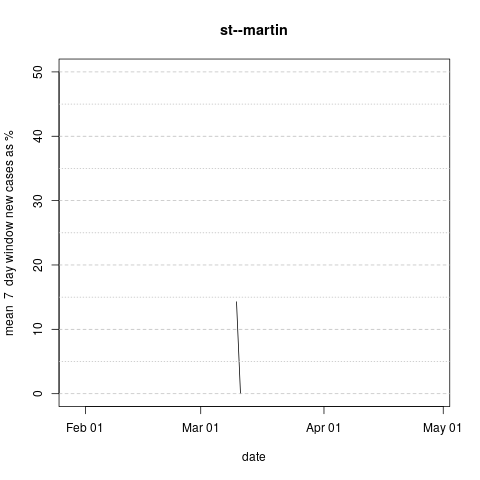 st--martin
mean  7  day window new cases as %
50
40
30
20
10
0
Feb 01
Mar 01
Apr 01
May 01
date